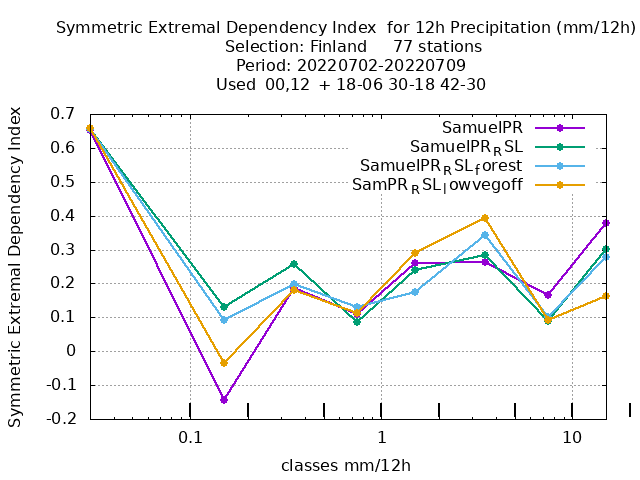 Symmetric Extremal Dependency Index  for 12h Precipitation (mm/12h)
Selection: Finland     77 stations
Period: 20220702-20220709
Used  00,12  + 18-06 30-18 42-30
Symmetric Extremal Dependency Index
0.7
0.6
0.5
0.4
0.3
0.2
0.1
0
-0.1
-0.2
SamuelPR
SamuelPR_RSL
SamuelPR_RSL_forest
SamPR_RSL_lowvegoff
0.1
1
10
classes mm/12h